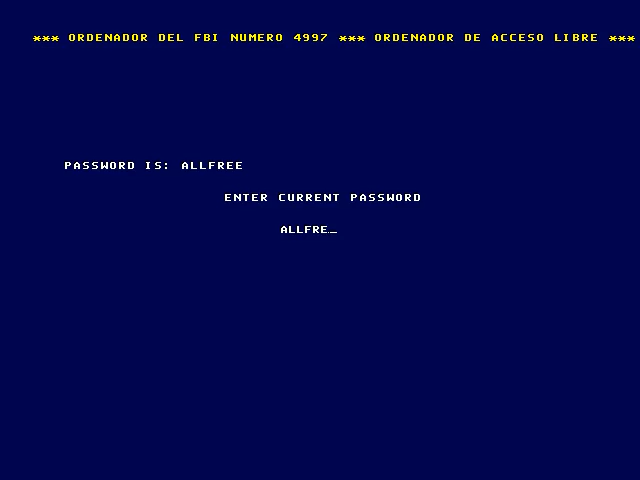 *** ORDENADOR DEL FBI NUMERO 4997 *** ORDENADOR DE ACCESO LIBRE ***
PASSWORD IS: ALLFREE
ENTER CURRENT PASSWORD
ALLFRE_